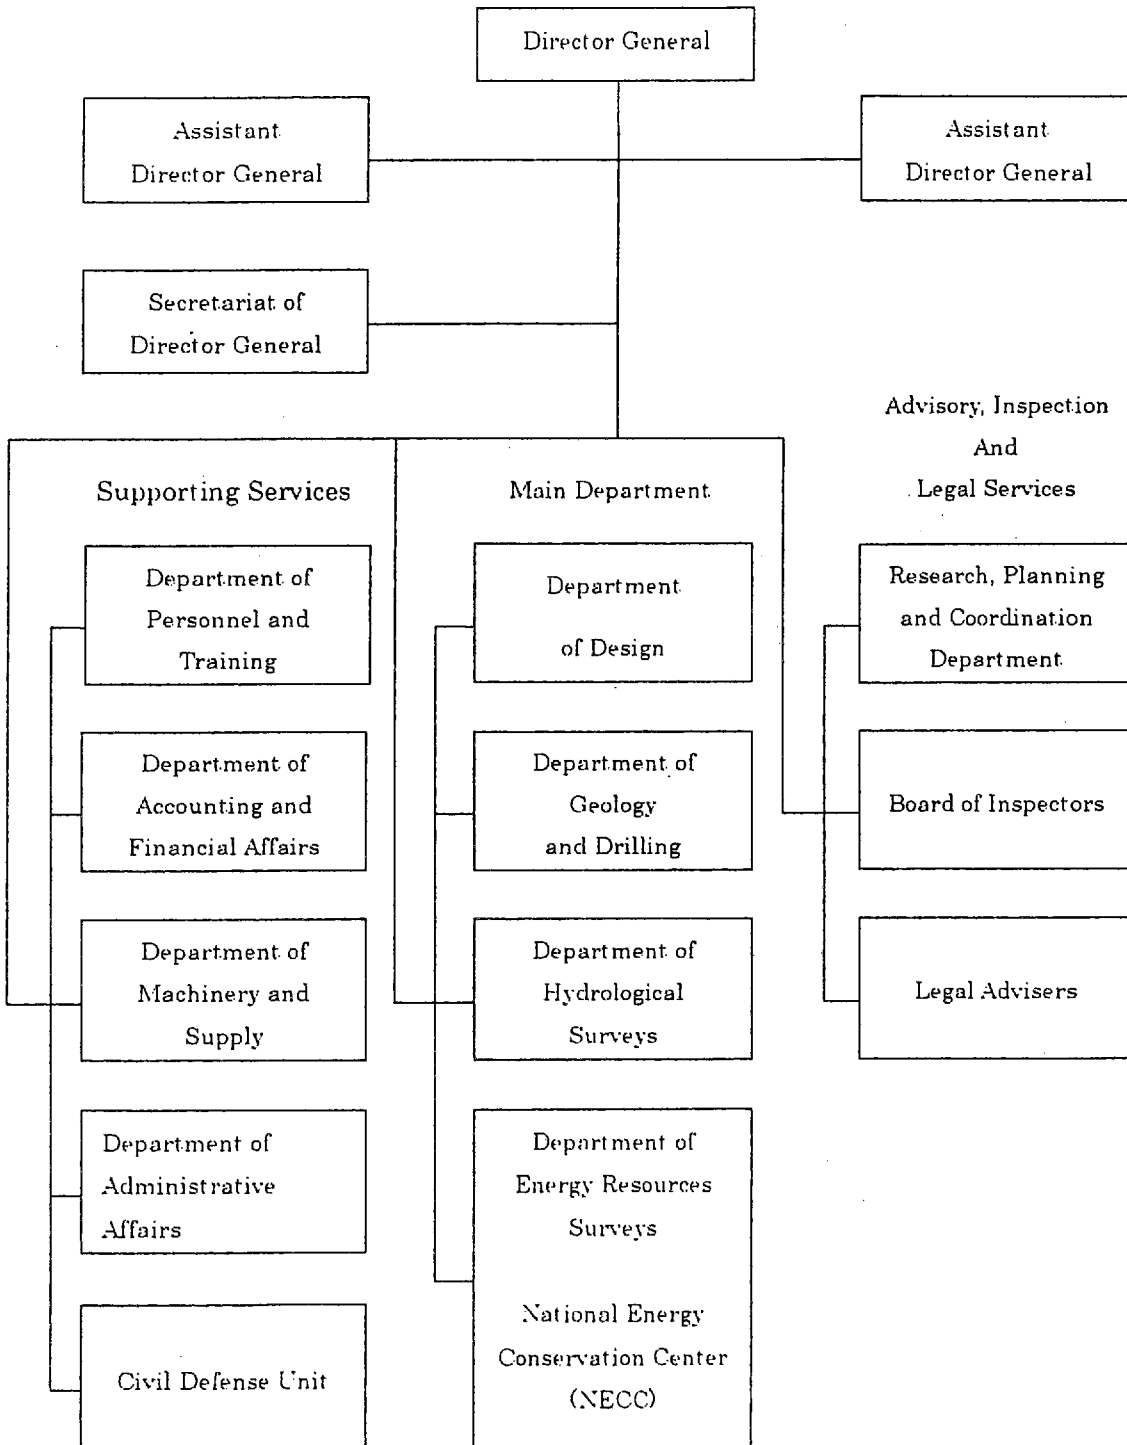 Director General
Assistant
Director General
Assistant
Director General
Secretariat of
Director General
Supporting Services
Department of
Personnel and
Training
Department of
Accounting and
Financial Affairs
Department of
Machinery and
Supply
Department of
Administrative
Affairs
Civil Defense Unit
Main Department
Department
of Design
Department of
Geology
and Drilling
Department of
Hydrological
Surveys
Department of
Energy Resources
Surveys
National Energy
Conservation Center
(NECC)
Advisory, Inspection
And
Legal Services
Research, Planning
and Coordination
Department
Board of Inspectors
Legal Advisers